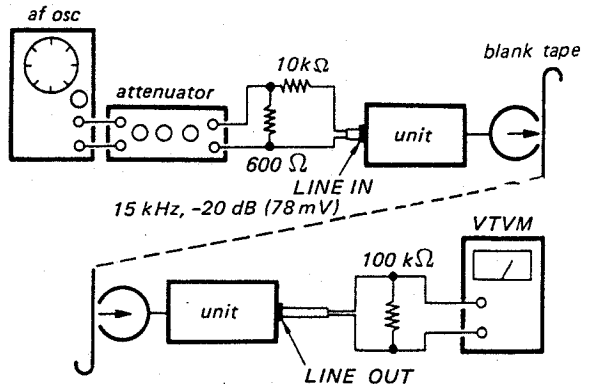 af osc
blank tape
attenuator
10kΩ
unit
600 Ω
LINE IN
15 kHz, -20 dB (78 mV)
VTVM
100 kΩ
unit
LINE OUT